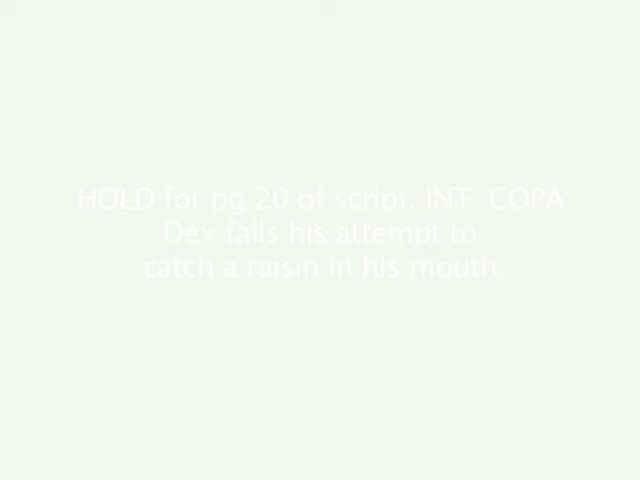 HOLD for pg 20 of script. INT. COPA
Dex fails his attempt to
catch a raisin in his mouth.